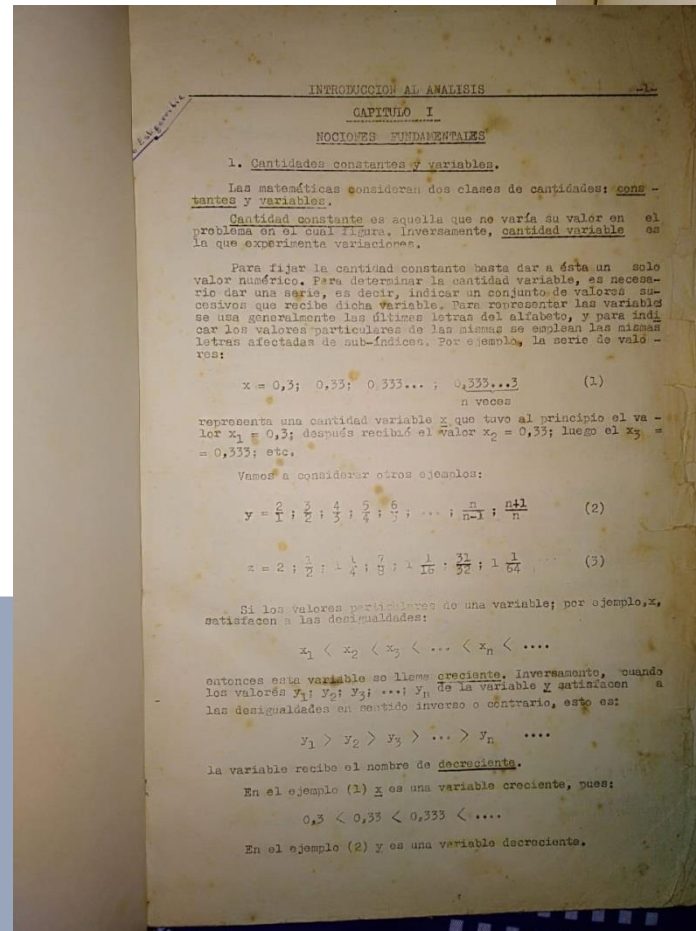 INTRODUCCION AL ANALISIS -1-
CAPITULO I
NOCIONES FUNDAMENTALES
1. Cantidades constantes y variables.
Las matemáticas consideran dos clases de cantidades: cons -
tantes y variables.
Cantidad constante es aquella que no varía su valor en el
problema en el cual figura. Inversamente, cantidad variable es
la que experimenta variaciones.
Para fijar la cantidad constante basta dar a ésta un solo
valor numérico. Para determinar la cantidad variable, es necesa-
rio dar una serie, es decir, indicar un conjunto de valores su-
cesivos que recibe dicha variable. Para representar las variables
se usa generalmente las últimas letras del alfabeto, y para indi
car los valores particulares de las mismas se emplean las mismas
letras afectadas de sub-índices. Por ejemplo, la serie de valo -
res:
x = 0,3; 0,33; 0,333... ; 0,333...3 (1)
n veces
representa una cantidad variable x que tuvo al principio el va -
lor x1 = 0,3; después recibió el valor x2 = 0,33; luego el x3 =
= 0,333; etc.
Vamos a considerar otros ejemplos:
y = 2/1 ; 3/2 ; 4/3 ; 5/4 ; 6/5 ; ... ; n/n-1 ; n+1/n (2)
z = 2 ; 1/2 ; 1 1/4 ; 7/8 ; 1 1/16 ; 31/32 ; 1 1/64 (3)
Si los valores particulares de una variable; por ejemplo,x,
satisfacen a las desigualdades:
x1 < x2 < x3 < ... < xn < ....
entonces esta variable se llama creciente. Inversamente, cuando
los valores y1; y2; y3; ...; yn de la variable y satisfacen a
las desigualdades en sentido inverso o contrario, esto es:
y1 > y2 > y3 > ... > yn ....
la variable recibe el nombre de decreciente.
En el ejemplo (1) x es una variable creciente, pues:
0,3 < 0,33 < 0,333 < ....
En el ejemplo (2) y es una variable decreciente.